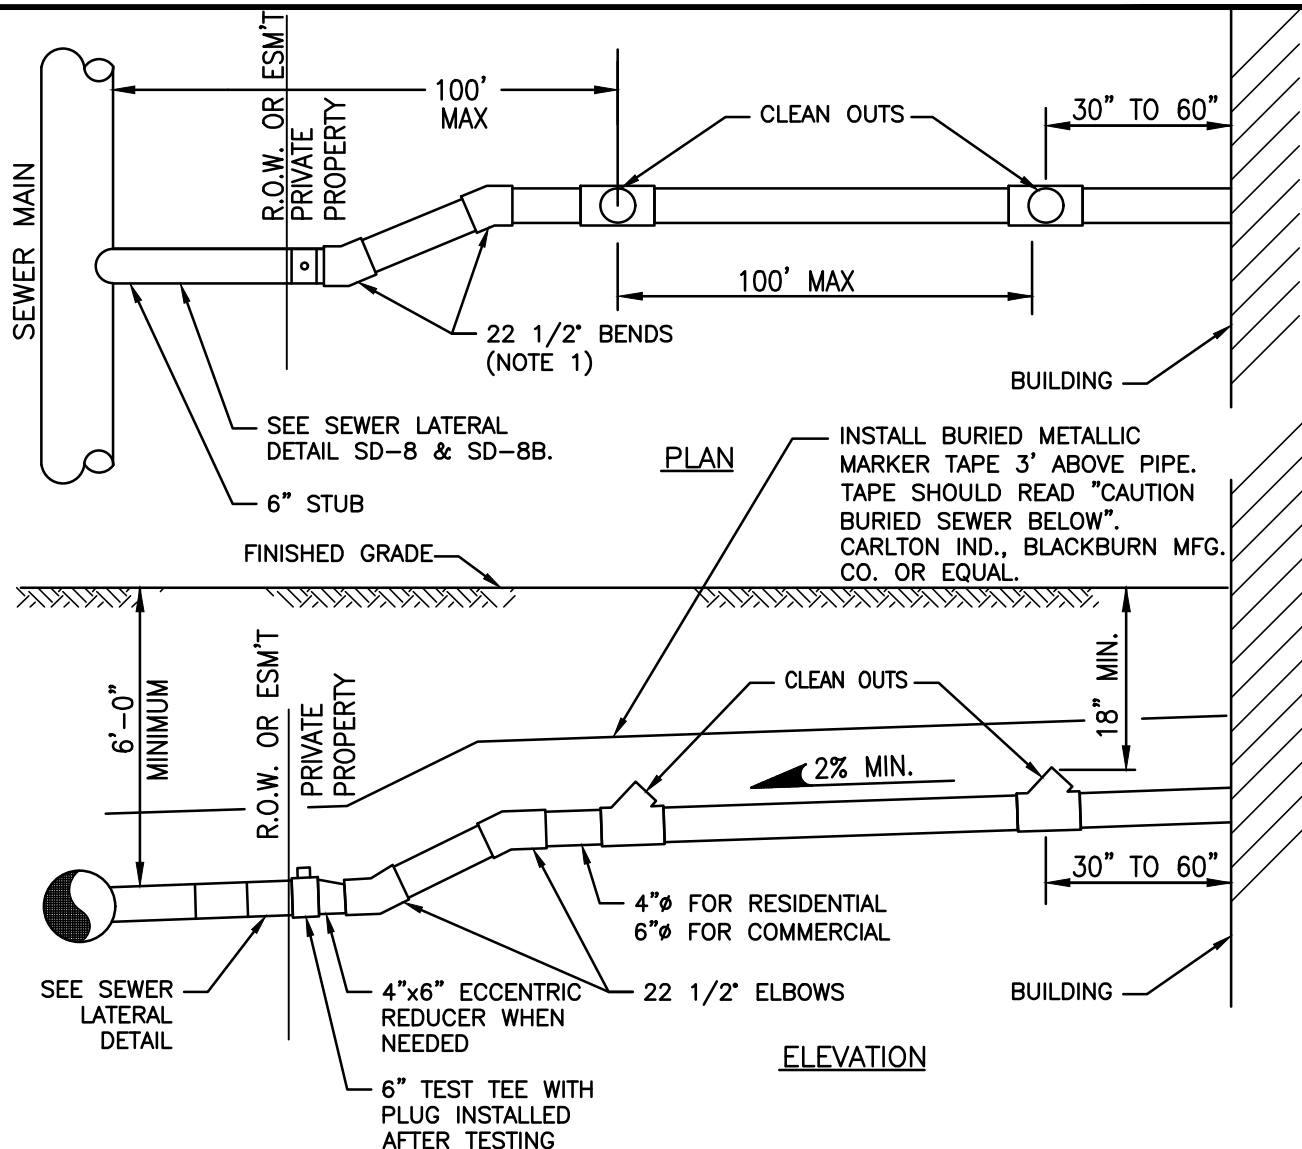 SEWER MAIN
R.O.W. OR ESM'T
PRIVATE
PROPERTY
100'
MAX
CLEAN OUTS
30" TO 60"
100' MAX
22 1/2° BENDS
(NOTE 1)
BUILDING
SEE SEWER LATERAL
DETAIL SD-8 & SD-8B.
6" STUB
PLAN
INSTALL BURIED METALLIC
MARKER TAPE 3' ABOVE PIPE.
TAPE SHOULD READ "CAUTION
BURIED SEWER BELOW".
CARLTON IND., BLACKBURN MFG.
CO. OR EQUAL.
FINISHED GRADE
6'-0"
MINIMUM
R.O.W. OR ESM'T
PRIVATE
PROPERTY
CLEAN OUTS
18" MIN.
2% MIN.
30" TO 60"
4"ø FOR RESIDENTIAL
6"ø FOR COMMERCIAL
SEE SEWER
LATERAL
DETAIL
4"x6" ECCENTRIC
REDUCER WHEN
NEEDED
22 1/2° ELBOWS
BUILDING
ELEVATION
6" TEST TEE WITH
PLUG INSTALLED
AFTER TESTING